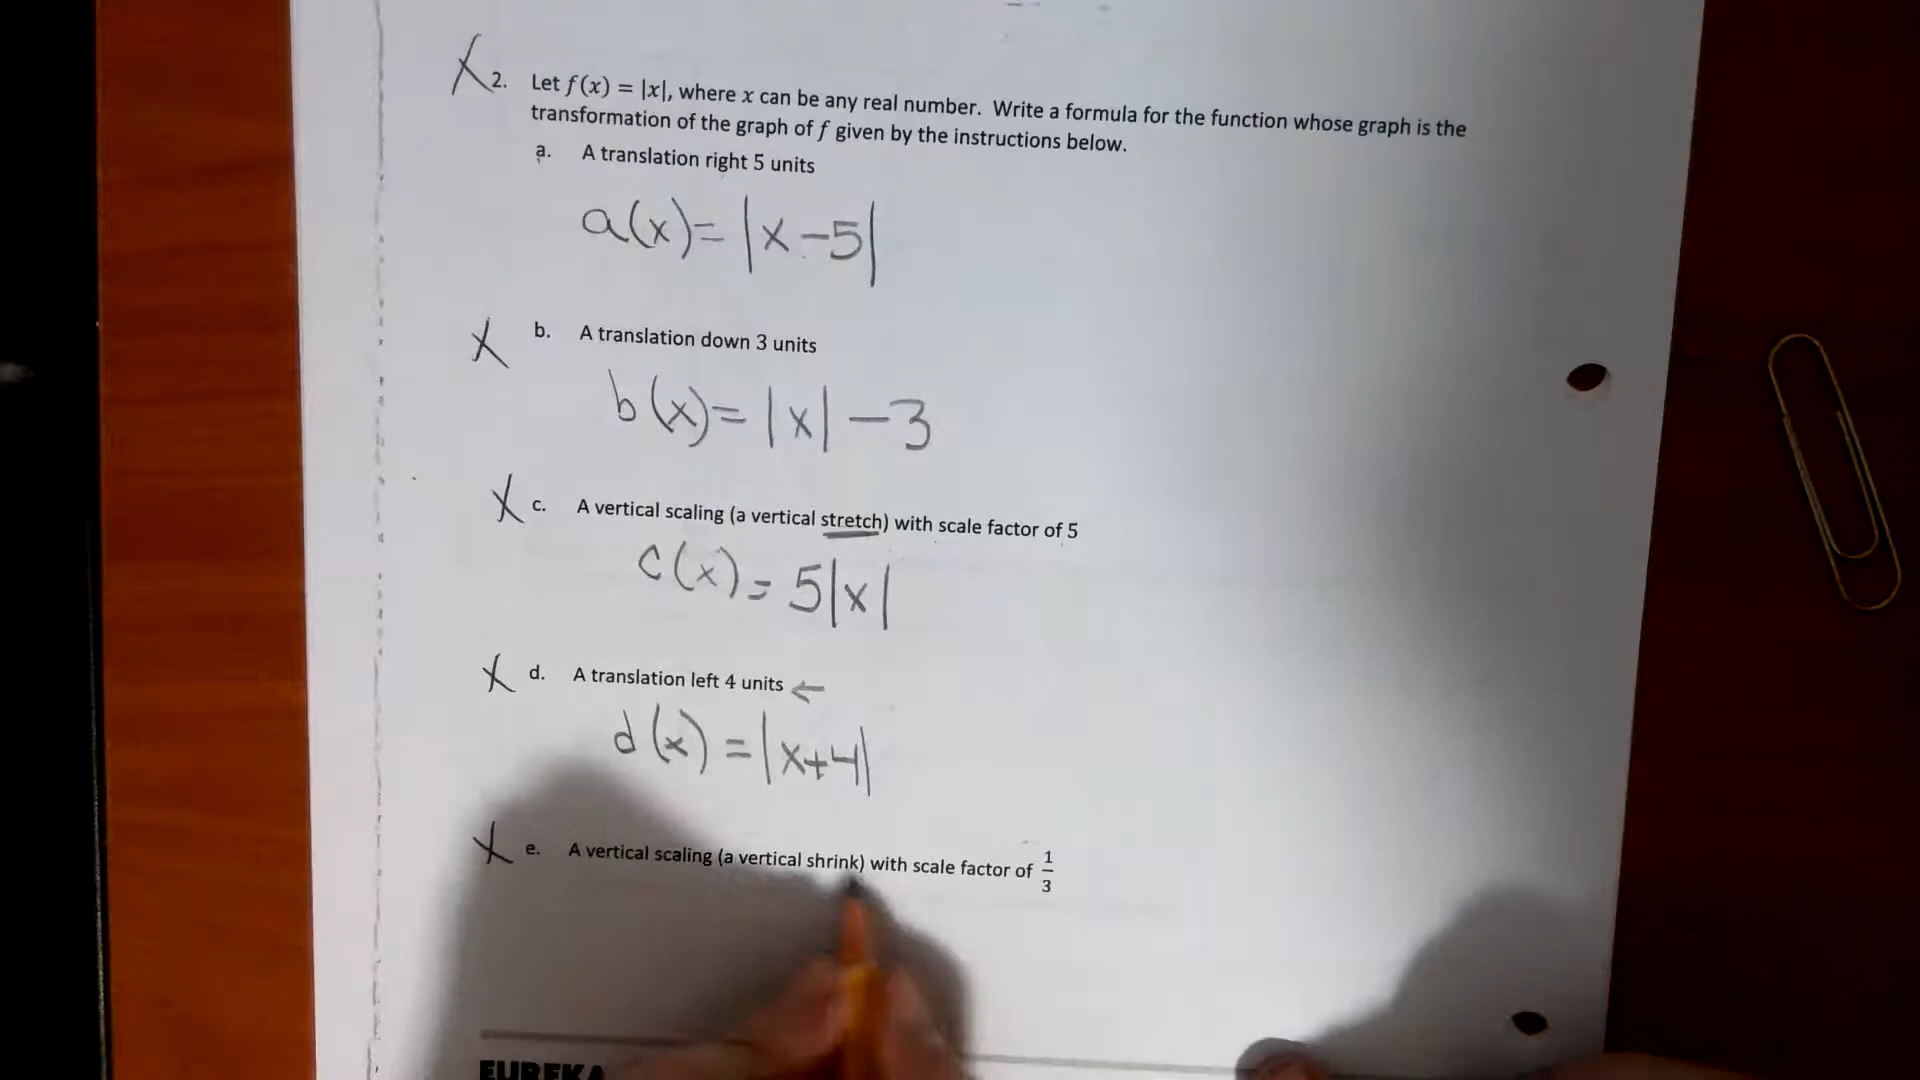 X 2. Let f(x) = |x|, where x can be any real number. Write a formula for the function whose graph is the
transformation of the graph of f given by the instructions below.
a. A translation right 5 units
a(x)= |x-5|
X b. A translation down 3 units
b(x)= |x| -3
X c. A vertical scaling (a vertical stretch) with scale factor of 5
c(x)= 5|x|
X d. A translation left 4 units ←
d(x) = |x+4|
X e. A vertical scaling (a vertical shrink) with scale factor of 1/3
EUREKA